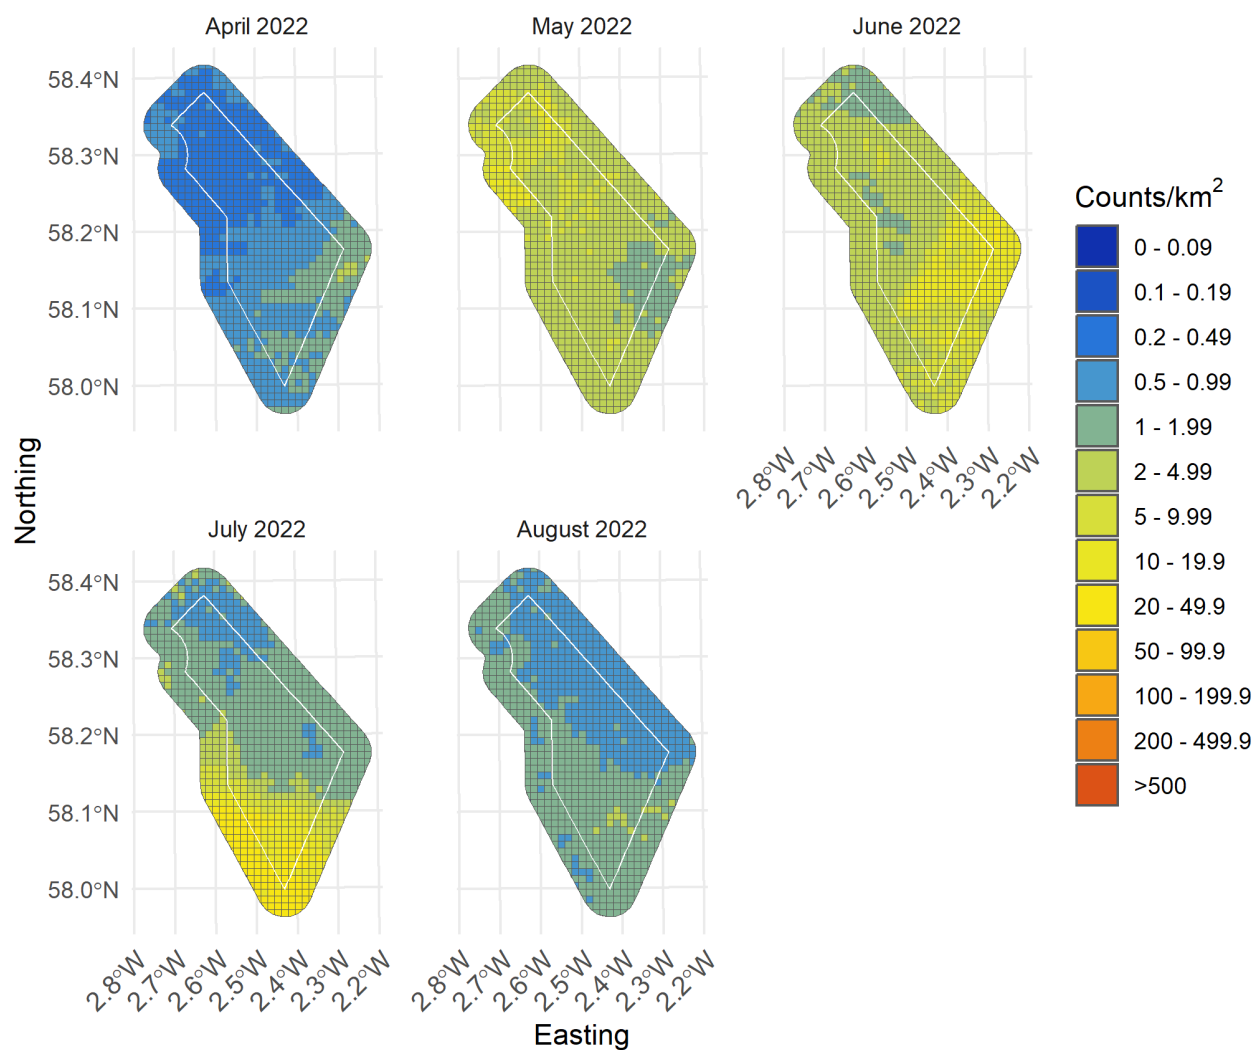 April 2022
May 2022
June 2022
58.4°N
58.3°N
58.2°N
58.1°N
58.0°N
2.8°W
2.7°W
2.6°W
2.5°W
2.4°W
2.3°W
2.2°W
Northing
July 2022
August 2022
58.4°N
58.3°N
58.2°N
58.1°N
58.0°N
2.8°W
2.7°W
2.6°W
2.5°W
2.4°W
2.3°W
2.2°W
2.8°W
2.7°W
2.6°W
2.5°W
2.4°W
2.3°W
2.2°W
Easting
Counts/km²
0 - 0.09
0.1 - 0.19
0.2 - 0.49
0.5 - 0.99
1 - 1.99
2 - 4.99
5 - 9.99
10 - 19.9
20 - 49.9
50 - 99.9
100 - 199.9
200 - 499.9
>500